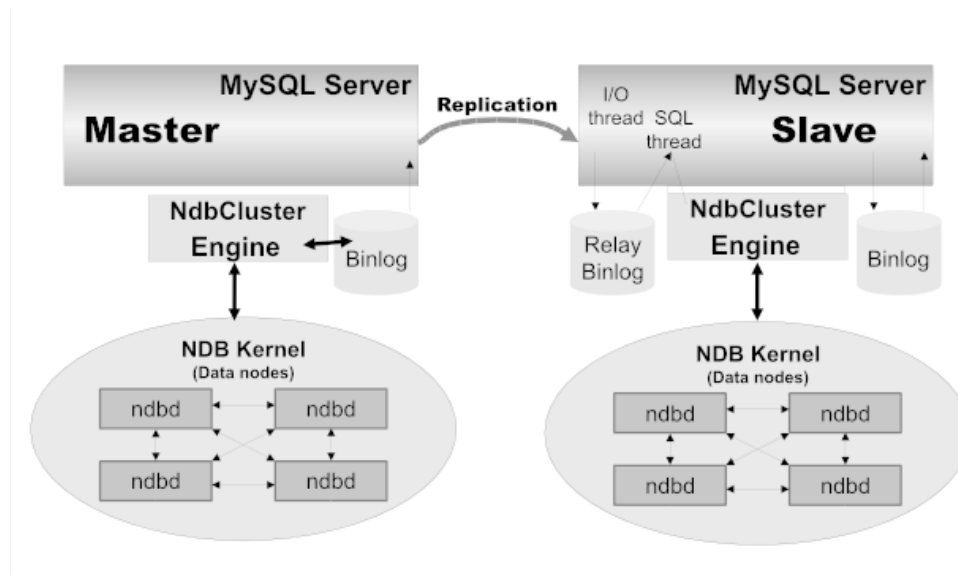 MySQL Server
Master
Replication
MySQL Server
I/O
thread
SQL
thread
Slave
NdbCluster
Engine
Binlog
Relay
Binlog
NdbCluster
Engine
Binlog
NDB Kernel
(Data nodes)
ndbd
ndbd
ndbd
ndbd
NDB Kernel
(Data nodes)
ndbd
ndbd
ndbd
ndbd